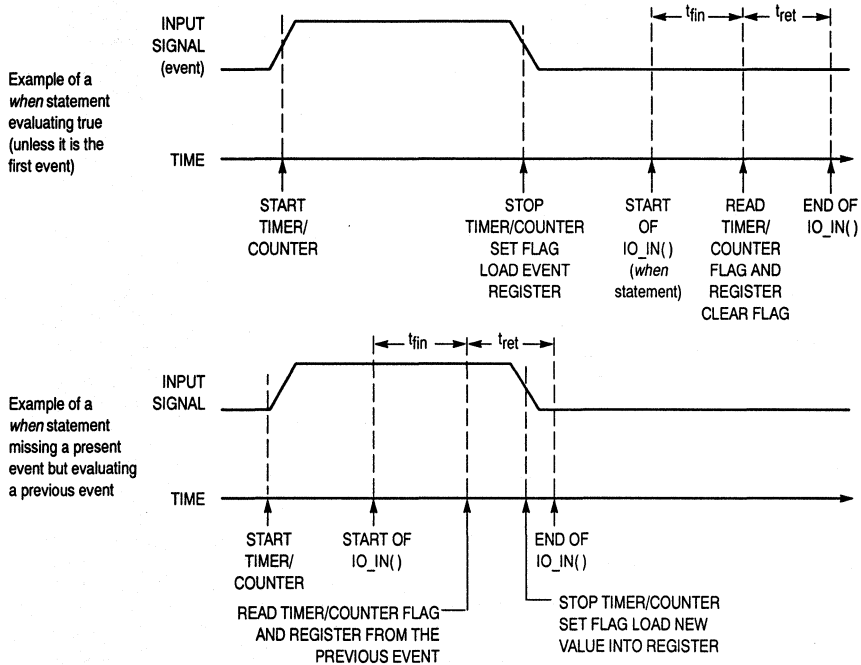 INPUT
SIGNAL
(event)
tfin
tret
Example of a
when statement
evaluating true
(unless it is the
first event)
TIME
START
TIMER/
COUNTER
STOP
TIMER/COUNTER
SET FLAG
LOAD EVENT
REGISTER
START
OF
IO_IN( )
(when
statement)
READ
TIMER/
COUNTER
FLAG AND
REGISTER
CLEAR FLAG
END OF
IO_IN( )
tfin
tret
INPUT
SIGNAL
Example of a
when statement
missing a present
event but evaluating
a previous event
TIME
START
TIMER/
COUNTER
START OF
IO_IN( )
END OF
IO_IN( )
READ TIMER/COUNTER FLAG
AND REGISTER FROM THE
PREVIOUS EVENT
STOP TIMER/COUNTER
SET FLAG LOAD NEW
VALUE INTO REGISTER